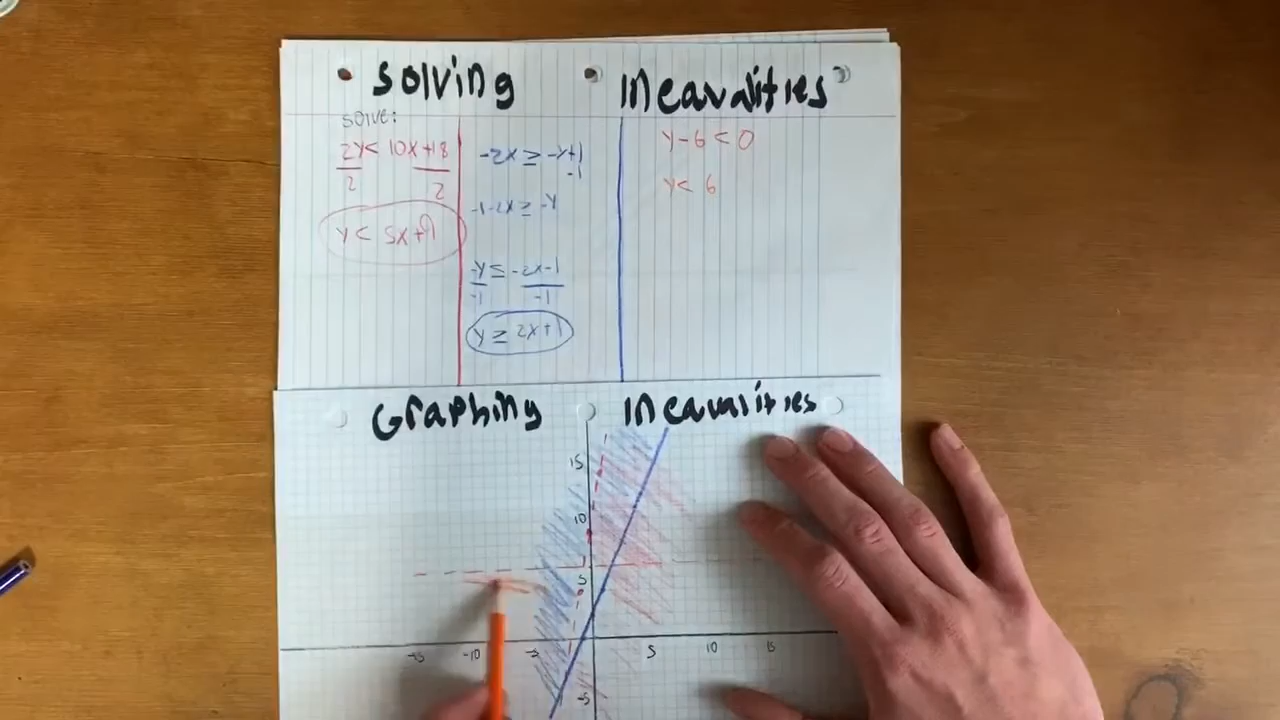 Solving Inequalities
Solve:
2y < 10x+18
2 2
y < 5x+9
-2x ≥ -y+1
-1
-1-2x ≥ -y
-y ≤ -2x-1
-1 -1
y ≥ 2x+1
y-6 < 0
y < 6
Graphing Inequalities
15
10
5
-15 -10 -5 5 10 15
-5